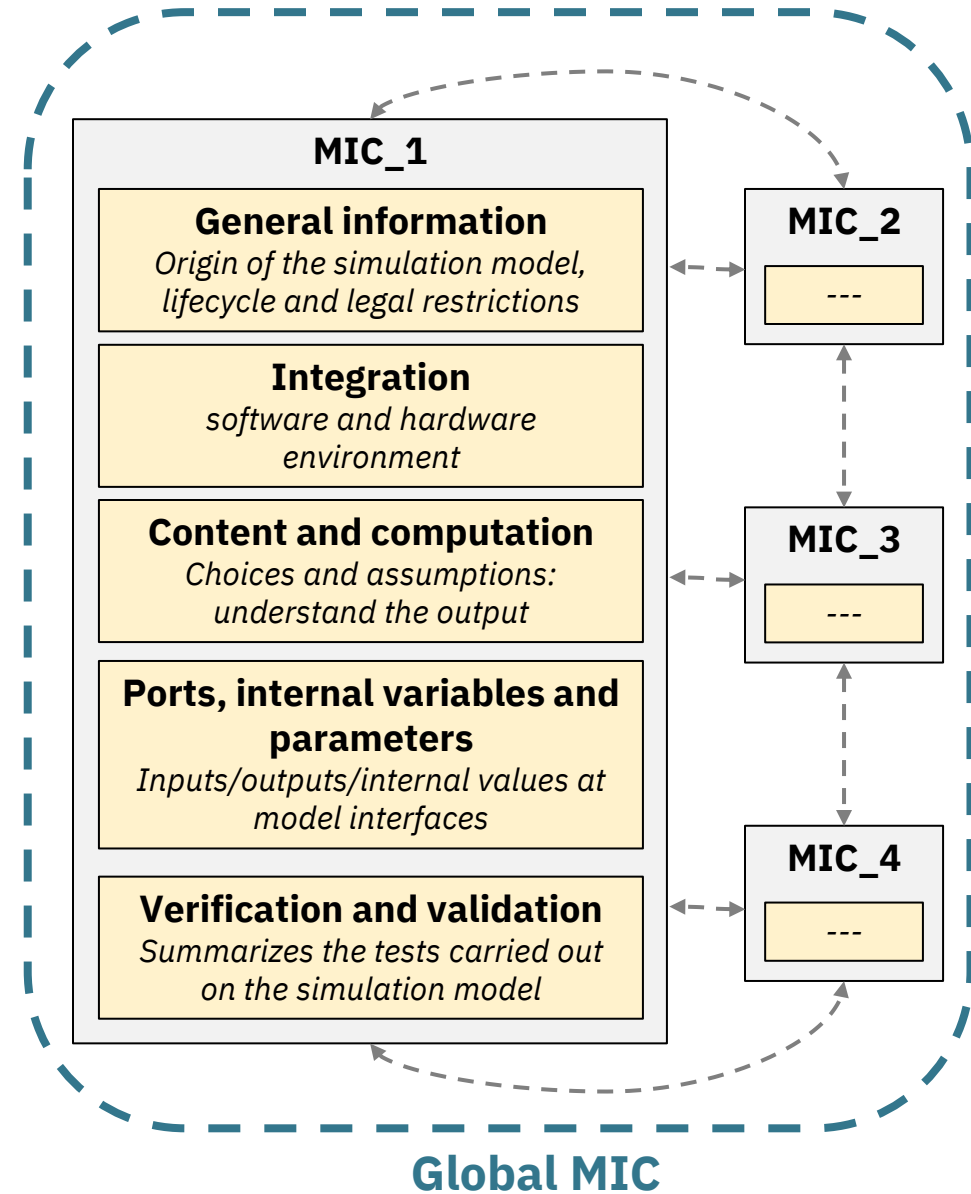 MIC_1
General information
Origin of the simulation model,
lifecycle and legal restrictions
Integration
software and hardware
environment
Content and computation
Choices and assumptions:
understand the output
Ports, internal variables and
parameters
Inputs/outputs/internal values at
model interfaces
Verification and validation
Summarizes the tests carried out
on the simulation model
MIC_2
---
MIC_3
---
MIC_4
---
Global MIC